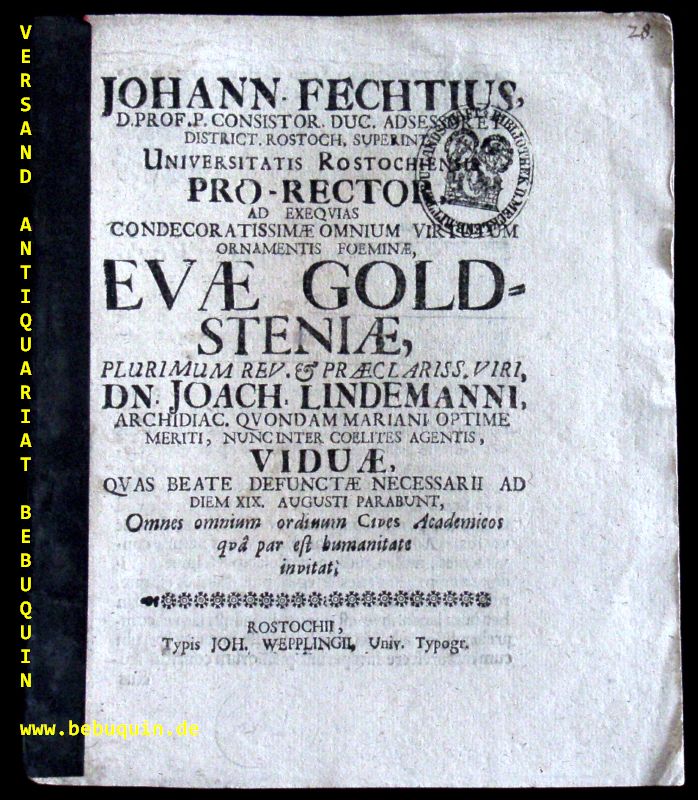 28.
JOHANN. FECHTIUS,
D. PROF. P. CONSISTOR. DUC. ADSESSOR, ET
DISTRICT. ROSTOCH. SUPERINT.
UNIVERSITATIS ROSTOCHIENSIS
PRO-RECTOR,
AD EXEQVIAS
CONDECORATISSIMÆ OMNIUM VIRTUTUM
ORNAMENTIS FOEMINÆ,
EVÆ GOLD-
STENIÆ,
PLURIMUM REV. & PRÆCLARISS. VIRI,
DN. JOACH. LINDEMANNI,
ARCHIDIAC. QVONDAM MARIANI OPTIME
MERITI, NUNC INTER COELITES AGENTIS,
VIDUÆ,
QVAS BEATE DEFUNCTÆ NECESSARII AD
DIEM XIX. AUGUSTI PARABUNT,
Omnes omnium ordinum Cives Academicos
qvâ par est humanitate
invitat;
ROSTOCHII,
Typis JOH. WEPPLINGII, Univ. Typogr.
VERSAND ANTIQUARIAT BEBUQUIN
www.bebuquin.de